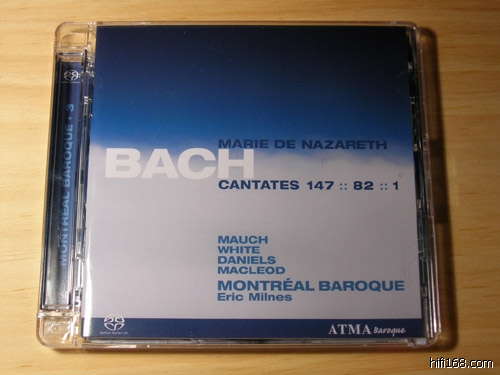 MONTRÉAL BAROQUE • 3
MARIE DE NAZARETH
BACH
CANTATES 147 :: 82 :: 1
MAUCH
WHITE
DANIELS
MACLEOD
MONTRÉAL BAROQUE
Eric Milnes
ATMA Baroque
hifi168.com